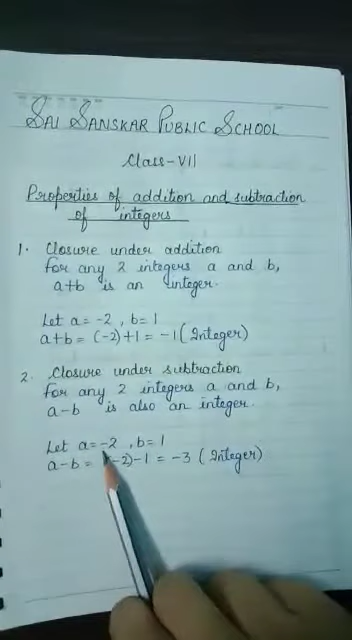 SAI SANSKAR PUBLIC SCHOOL
Class-VII
Properties of addition and subtraction
of integers
1. Closure under addition
For any 2 integers a and b,
a+b is an integer.
Let a = -2, b = 1
a+b = (-2)+1 = -1 (Integer)
2. Closure under subtraction
For any 2 integers a and b,
a-b is also an integer.
Let a = -2, b = 1
a-b = (-2)-1 = -3 (Integer)